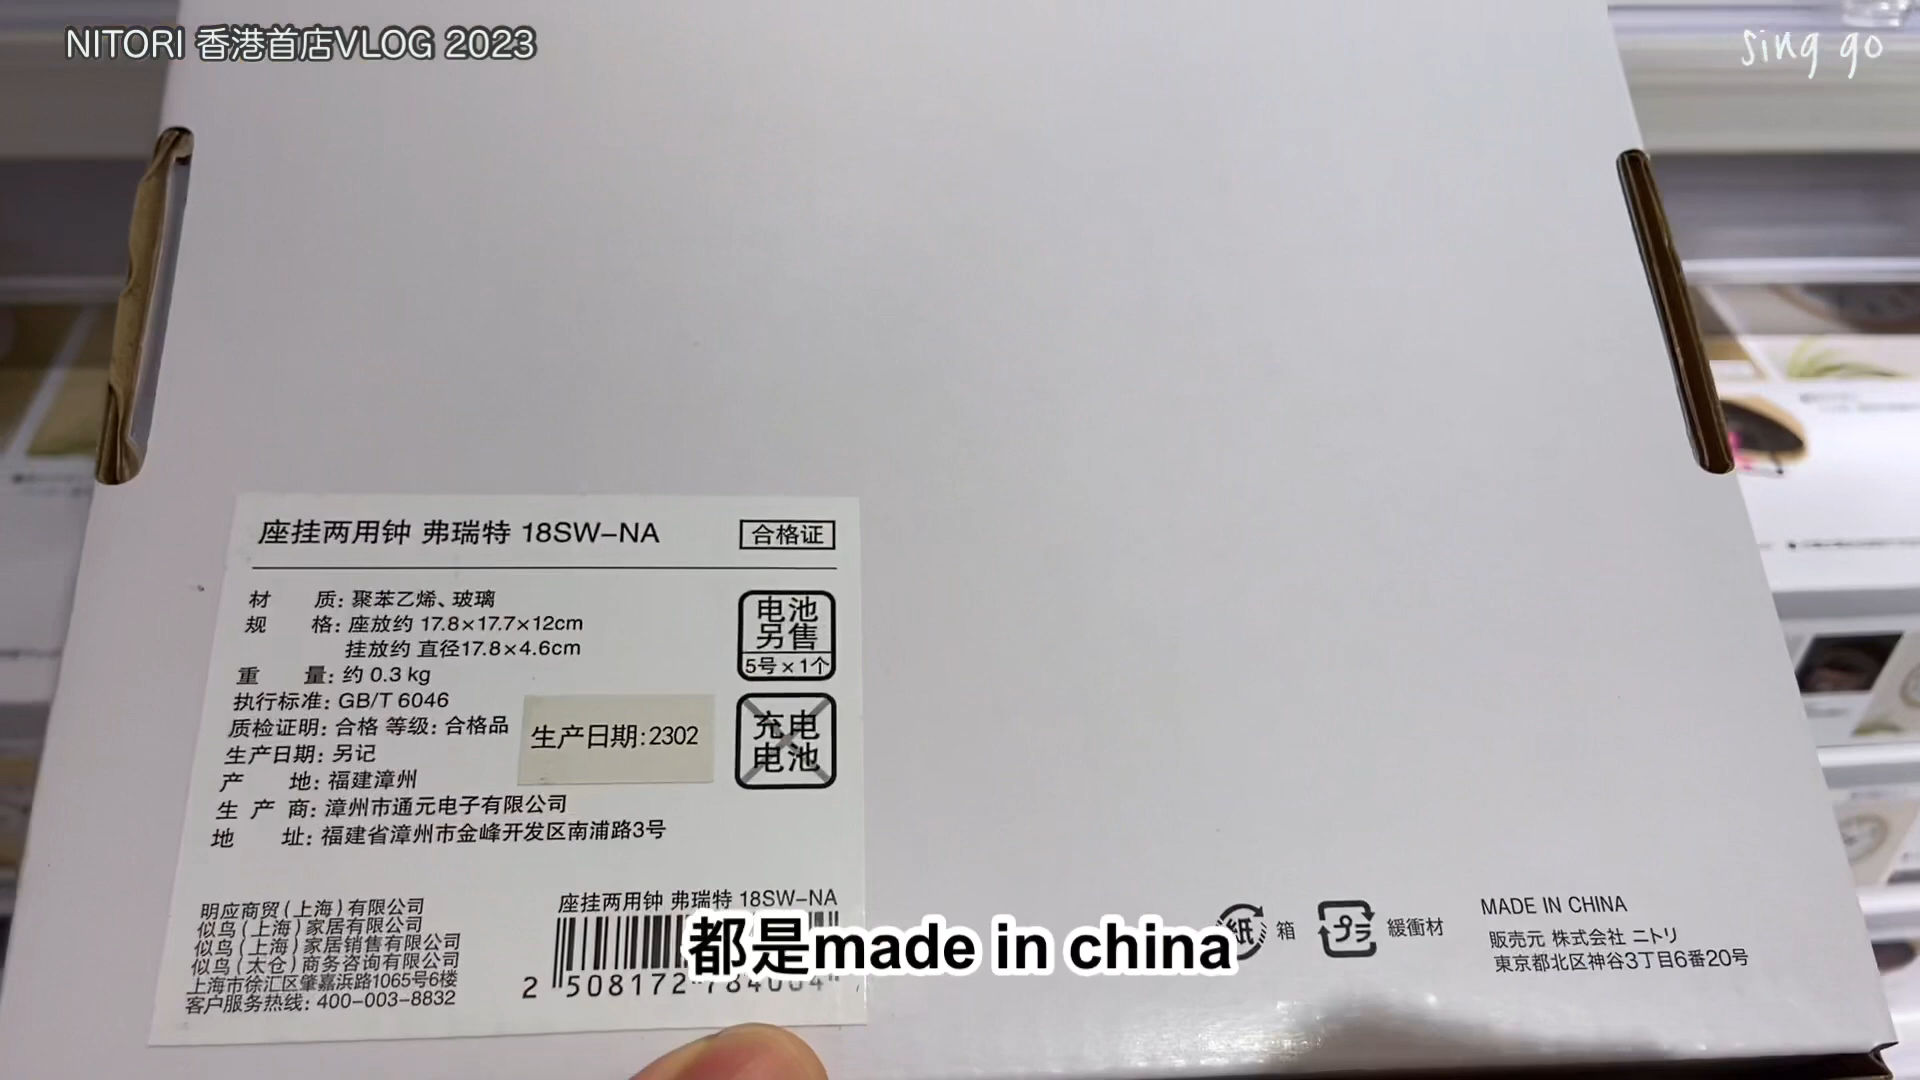 NITORI 香港首店VLOG 2023
sing go
座挂两用钟 弗瑞特 18SW-NA
合格证
材 质: 聚苯乙烯、玻璃
规 格: 座放约 17.8×17.7×12cm
挂放约 直径17.8×4.6cm
重 量: 约 0.3 kg
执行标准: GB/T 6046
质检证明: 合格 等级: 合格品
生产日期: 另记
产 地: 福建漳州
生 产 商: 漳州市通元电子有限公司
地 址: 福建省漳州市金峰开发区南浦路3号
生产日期:2302
电池
另售
5号×1个
充电
电池
明应商贸(上海)有限公司
似鸟(上海)家居有限公司
似鸟(上海)家居销售有限公司
似鸟(太仓)商务咨询有限公司
上海市徐汇区肇嘉浜路1065号6楼
客户服务热线: 400-003-8832
座挂两用钟 弗瑞特 18SW-NA
2 508172
都是made in china
紙 箱
プラ 緩衝材
MADE IN CHINA
販売元 株式会社 ニトリ
東京都北区神谷3丁目6番20号